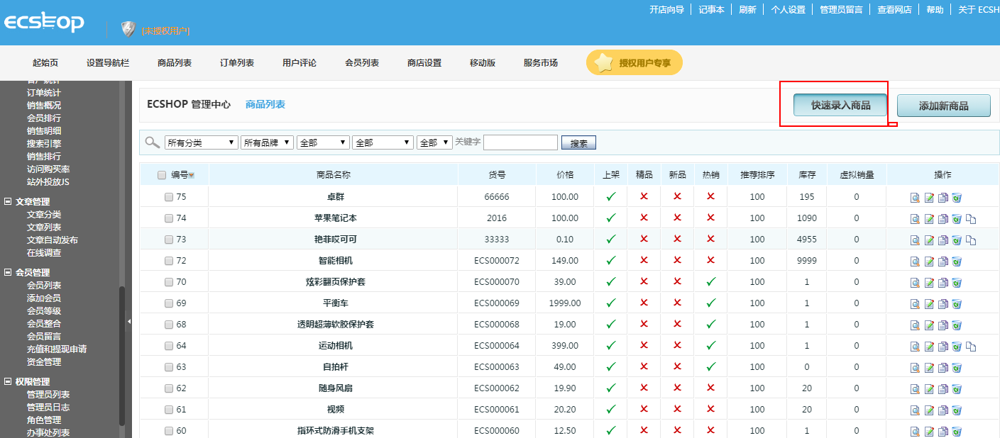 开店向导 记事本 刷新 个人设置 管理员留言 查看网店 帮助 关于 ECSH
ecshop
[未授权用户]
起始页 设置导航栏 商品列表 订单列表 用户评论 会员列表 商店设置 移动版 服务市场 授权用户专享
客户统计
订单统计
销售概况
会员排行
销售明细
搜索引擎
销售排行
访问购买率
站外投放JS
文章管理
文章分类
文章列表
文章自动发布
在线调查
会员管理
会员列表
添加会员
会员等级
会员整合
会员留言
充值和提现申请
资金管理
权限管理
管理员列表
管理员日志
角色管理
办事处列表
ECSHOP 管理中心 商品列表 快速录入商品 添加新商品
所有分类 所有品牌 全部 全部 全部 关键字 搜索
编号 商品名称 货号 价格 上架 精品 新品 热销 推荐排序 库存 虚拟销量 操作
75 卓群 66666 100.00 100 195 0
74 苹果笔记本 2016 100.00 100 1090 0
73 艳菲哎可可 33333 0.10 100 4955 0
72 智能相机 ECS000072 149.00 100 9999 0
70 炫彩翻页保护套 ECS000070 39.00 100 1 0
69 平衡车 ECS000069 1999.00 100 1 0
68 透明超薄软胶保护套 ECS000068 19.00 100 1 0
64 运动相机 ECS000064 399.00 100 1 0
63 自拍杆 ECS000063 49.00 100 0 0
62 随身风扇 ECS000062 19.90 100 20 0
61 视频 ECS000061 20.20 100 20 0
60 指环式防滑手机支架 ECS000060 12.50 100 1 0